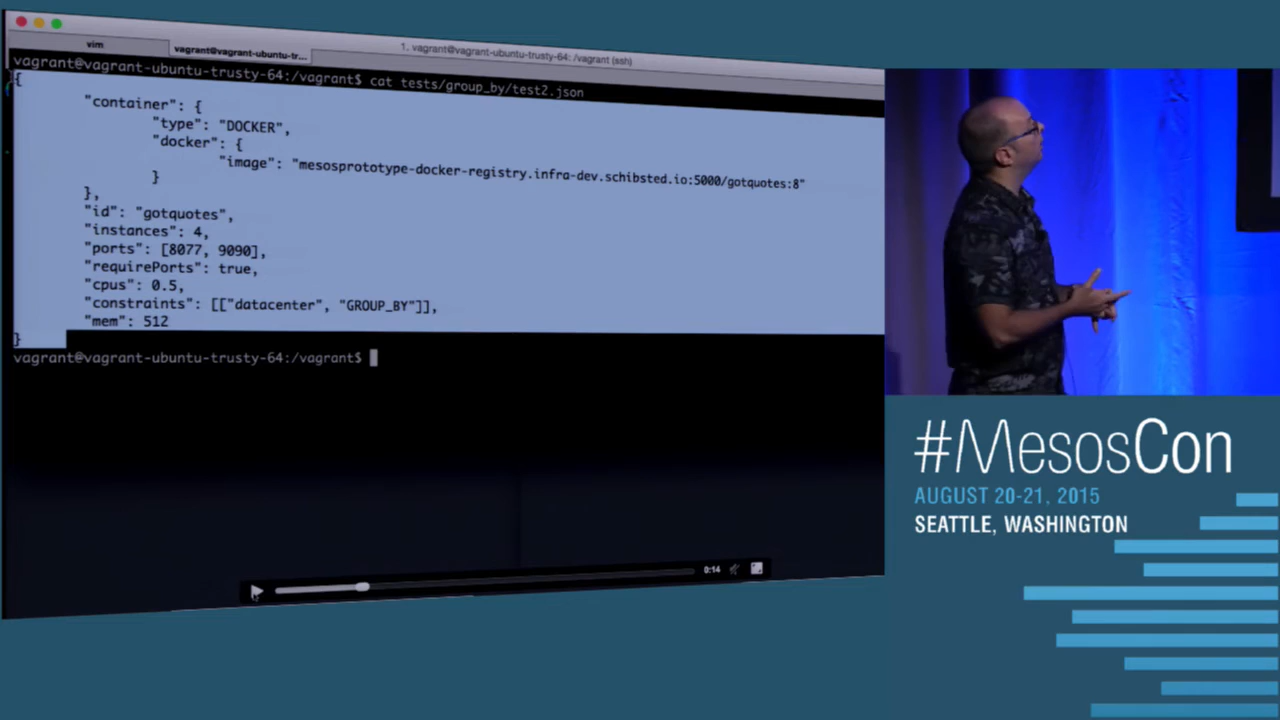 vim
vagrant@vagrant-ubuntu-tr...
1. vagrant@vagrant-ubuntu-trusty-64: /vagrant (ssh)
vagrant@vagrant-ubuntu-trusty-64:/vagrant$ cat tests/group_by/test2.json
{
"container": {
"type": "DOCKER",
"docker": {
"image": "mesosprototype-docker-registry.infra-dev.schibsted.io:5000/gotquotes:8"
}
},
"id": "gotquotes",
"instances": 4,
"ports": [8077, 9090],
"requirePorts": true,
"cpus": 0.5,
"constraints": [["datacenter", "GROUP_BY"]],
"mem": 512
}
vagrant@vagrant-ubuntu-trusty-64:/vagrant$
0:14
#MesosCon
AUGUST 20-21, 2015
SEATTLE, WASHINGTON